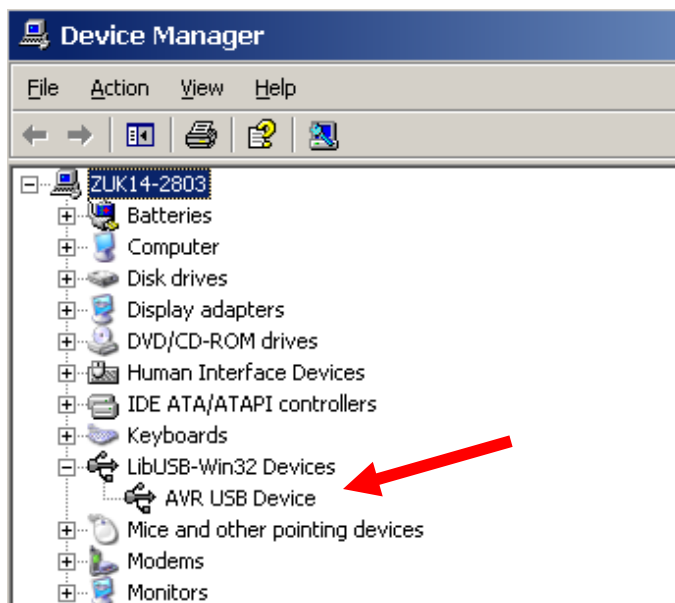 Device Manager
File Action View Help
ZUK14-2803
Batteries
Computer
Disk drives
Display adapters
DVD/CD-ROM drives
Human Interface Devices
IDE ATA/ATAPI controllers
Keyboards
LibUSB-Win32 Devices
AVR USB Device
Mice and other pointing devices
Modems
Monitors